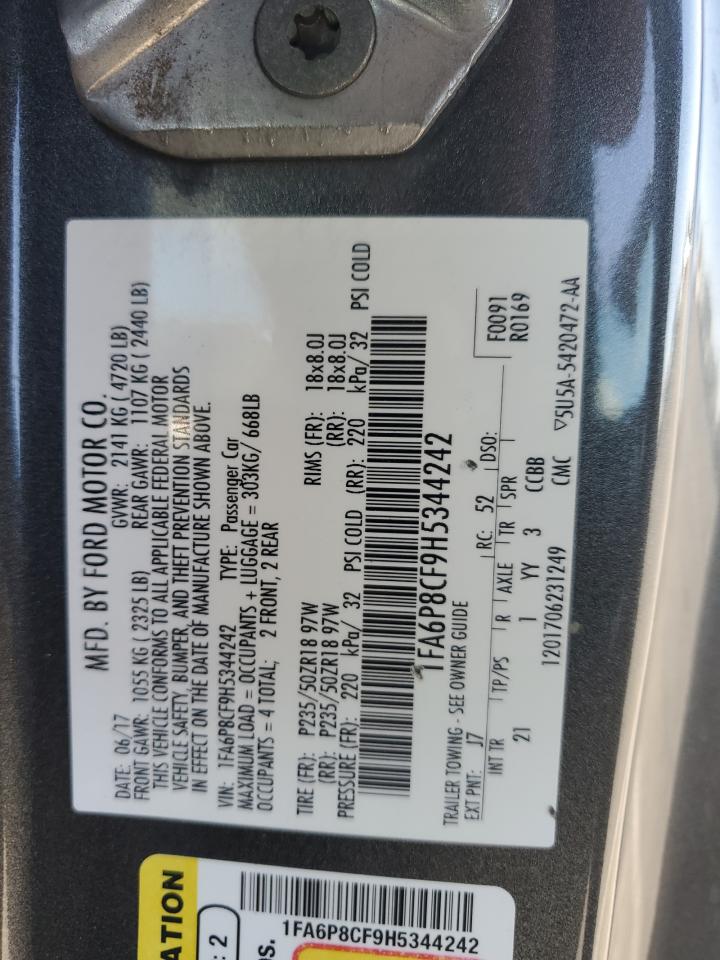 MFD. BY FORD MOTOR CO.
DATE: 06/17 GVWR: 2141 KG ( 4720 LB)
FRONT GAWR: 1055 KG ( 2325 LB) REAR GAWR: 1107 KG ( 2440 LB)
THIS VEHICLE CONFORMS TO ALL APPLICABLE FEDERAL MOTOR
VEHICLE SAFETY, BUMPER, AND THEFT PREVENTION STANDARDS
IN EFFECT ON THE DATE OF MANUFACTURE SHOWN ABOVE.
VIN: 1FA6P8CF9H5344242 TYPE: Passenger Car
MAXIMUM LOAD = OCCUPANTS + LUGGAGE = 303KG/ 668LB
OCCUPANTS = 4 TOTAL; 2 FRONT, 2 REAR
TIRE (FR): P235/50ZR18 97W RIMS (FR): 18x8.0J
(RR): P235/50ZR18 97W (RR): 18x8.0J
PRESSURE (FR): 220 kPa/ 32 PSI COLD (RR): 220 kPa/ 32 PSI COLD
1FA6P8CF9H5344242
TRAILER TOWING - SEE OWNER GUIDE
EXT PNT: J7 RC: 52 DSO: F0091
R0169
INT TR TP/PS R AXLE TR SPR
21 1 YY 3 CCBB
1201706231249 CMC ▽5U5A-5420472-AA
ATION
: 2
OS.
1FA6P8CF9H5344242